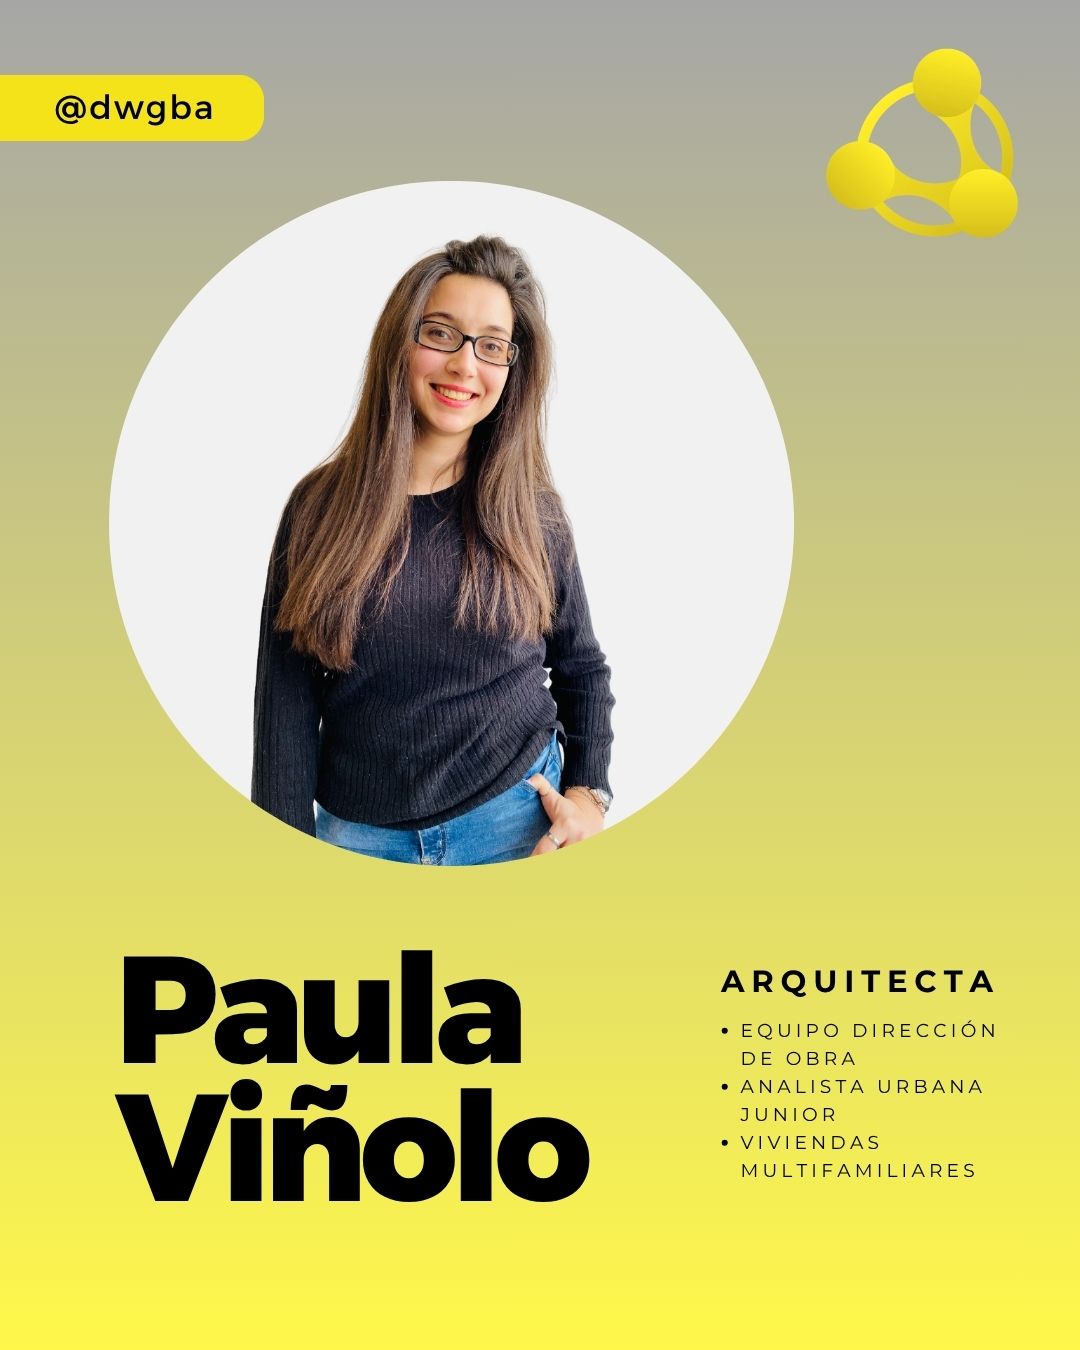 @dwgba
Paula
Viñolo
ARQUITECTA
• EQUIPO DIRECCIÓN
DE OBRA
• ANALISTA URBANA
JUNIOR
• VIVIENDAS
MULTIFAMILIARES